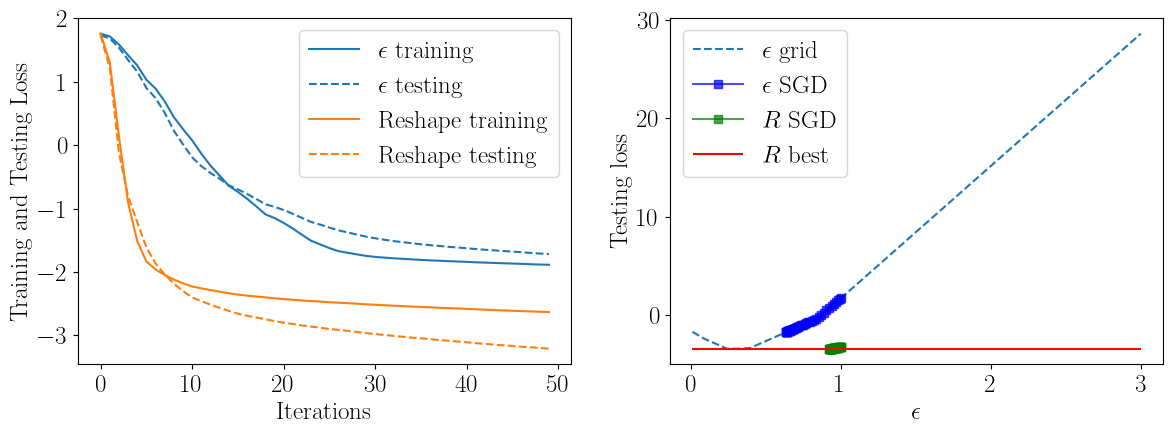 Training and Testing Loss
2
1
0
−1
−2
−3
0 10 20 30 40 50
Iterations
ϵ training
ϵ testing
Reshape training
Reshape testing
Testing loss
30
20
10
0
0 1 2 3
ϵ
ϵ grid
ϵ SGD
R SGD
R best